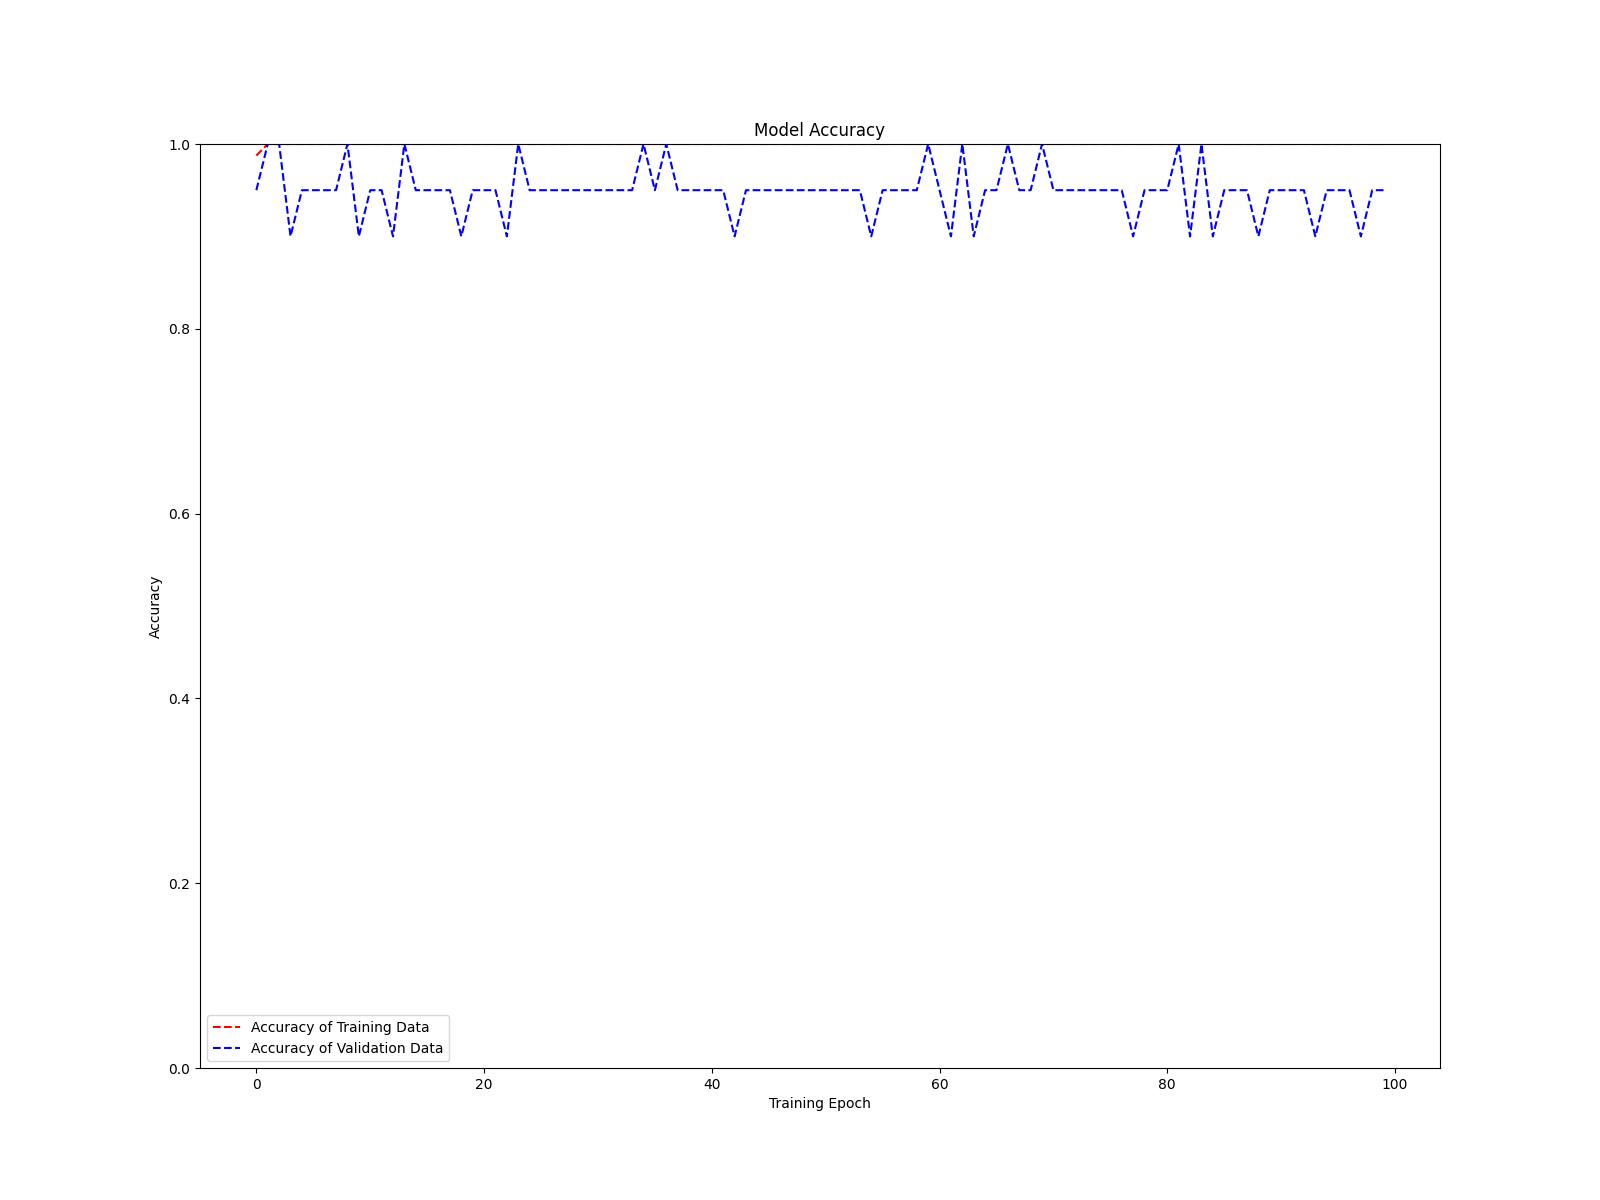 Model Accuracy
1.0
0.8
0.6
0.4
0.2
0.0
Accuracy
Accuracy of Training Data
Accuracy of Validation Data
0 20 40 60 80 100
Training Epoch